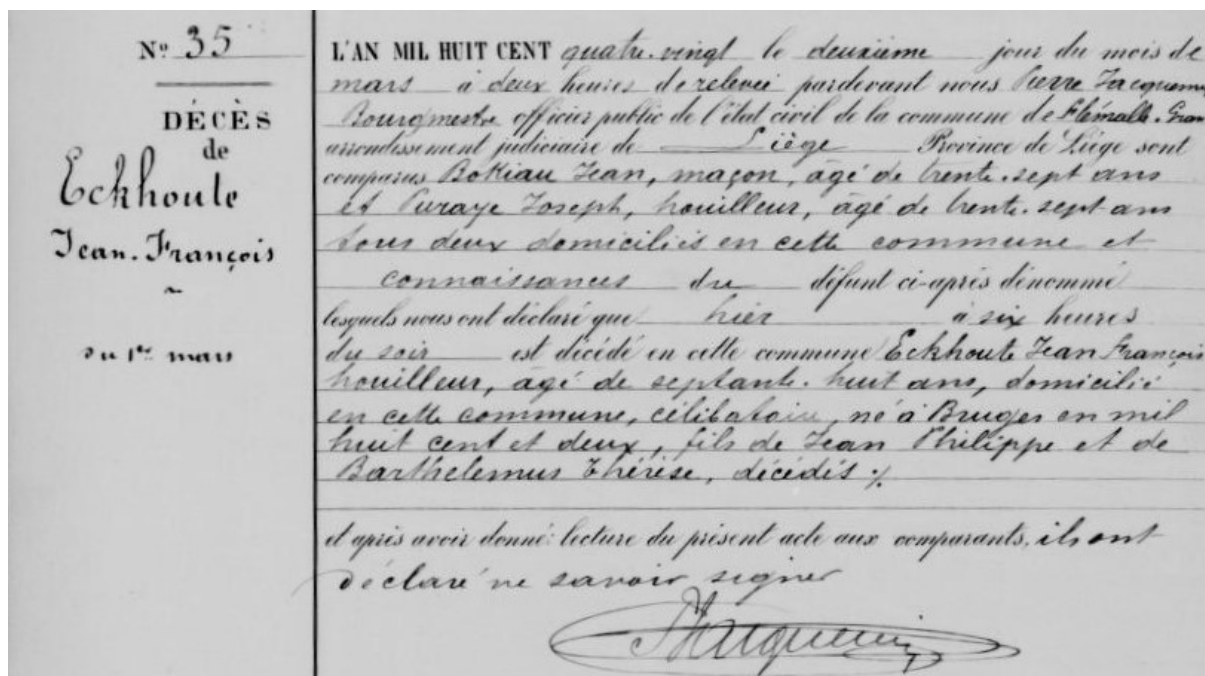 Nº 35
DÉCÈS
de
Eckhoute
Jean-François
du 1er mars
L'AN MIL HUIT CENT quatre-vingt le deuxième jour du mois de
mars à deux heures de relevée pardevant nous Pierre Jacquemin
Bourgmestre officier public de l'état civil de la commune de Flémalle-Gran
arrondissement judiciaire de Liège Province de Liège sont
comparus Bokiau Jean, maçon, âgé de trente-sept ans
et Puraye Joseph, houilleur, âgé de trente-sept ans
tous deux domiciliés en cette commune et
connaissances du défunt ci-après dénommé
lesquels nous ont déclaré que hier à six heures
du soir est décédé en cette commune Eckhoute Jean François
houilleur, âgé de septante-huit ans, domicilié
en cette commune, célibataire, né à Bruges en mil
huit cent et deux, fils de Jean Philippe et de
Barthelemus Thérèse, décédés ./.
et après avoir donné lecture du présent acte aux comparants, ils ont
déclaré ne savoir signer
PJacquemin